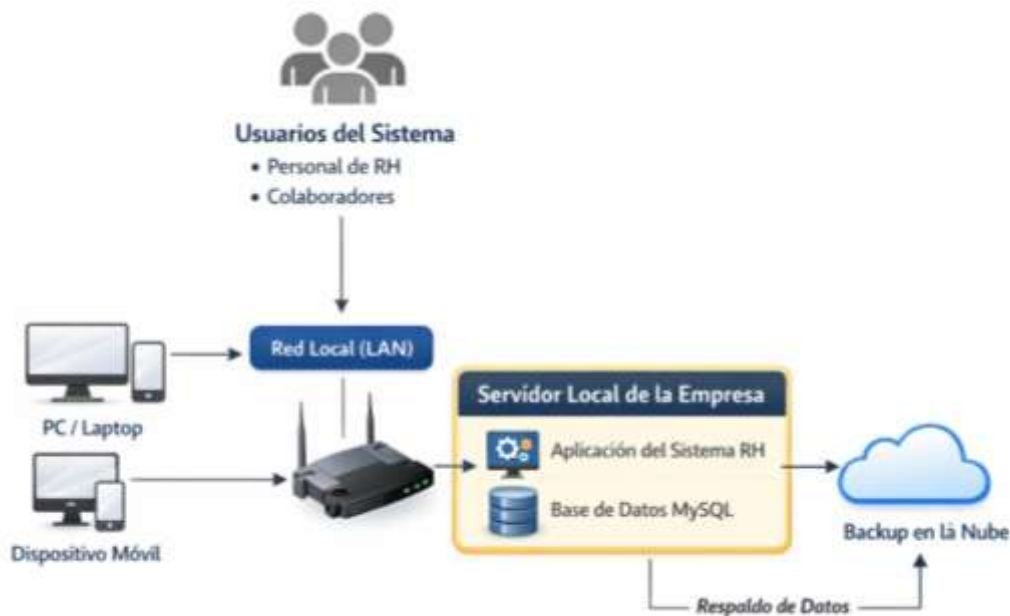 Usuarios del Sistema
• Personal de RH
• Colaboradores
Red Local (LAN)
PC / Laptop
Dispositivo Móvil
Servidor Local de la Empresa
Aplicación del Sistema RH
Base de Datos MySQL
Backup en là Nube
Respaldo de Datos